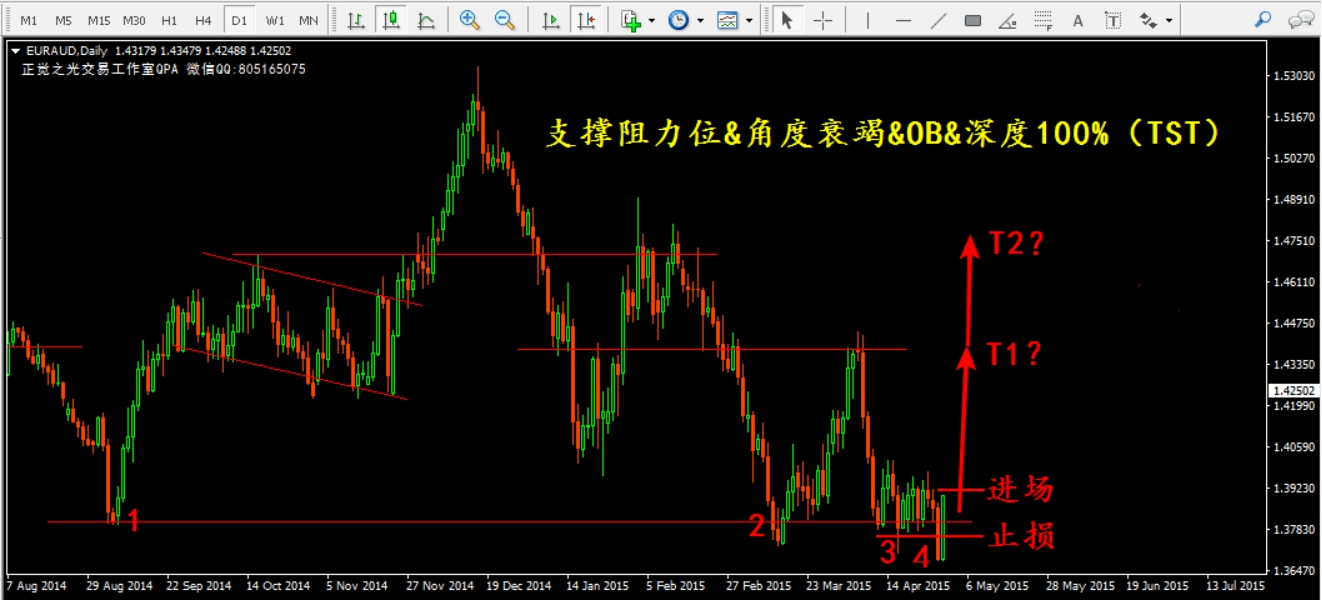 M1 M5 M15 M30 H1 H4 D1 W1 MN
EURAUD,Daily 1.43179 1.43479 1.42488 1.42502
正觉之光交易工作室QPA 微信QQ:805165075
支撑阻力位&角度衰竭&OB&深度100%（TST）
1.53030
1.51670
1.50270
1.48910
1.47510
1.46110
1.44750
1.43350
1.42502
1.41990
1.40590
1.39230
1.37830
1.36470
T2?
T1?
进场
止损
1
2
3
4
7 Aug 2014 29 Aug 2014 22 Sep 2014 14 Oct 2014 5 Nov 2014 27 Nov 2014 19 Dec 2014 14 Jan 2015 5 Feb 2015 27 Feb 2015 23 Mar 2015 14 Apr 2015 6 May 2015 28 May 2015 19 Jun 2015 13 Jul 2015